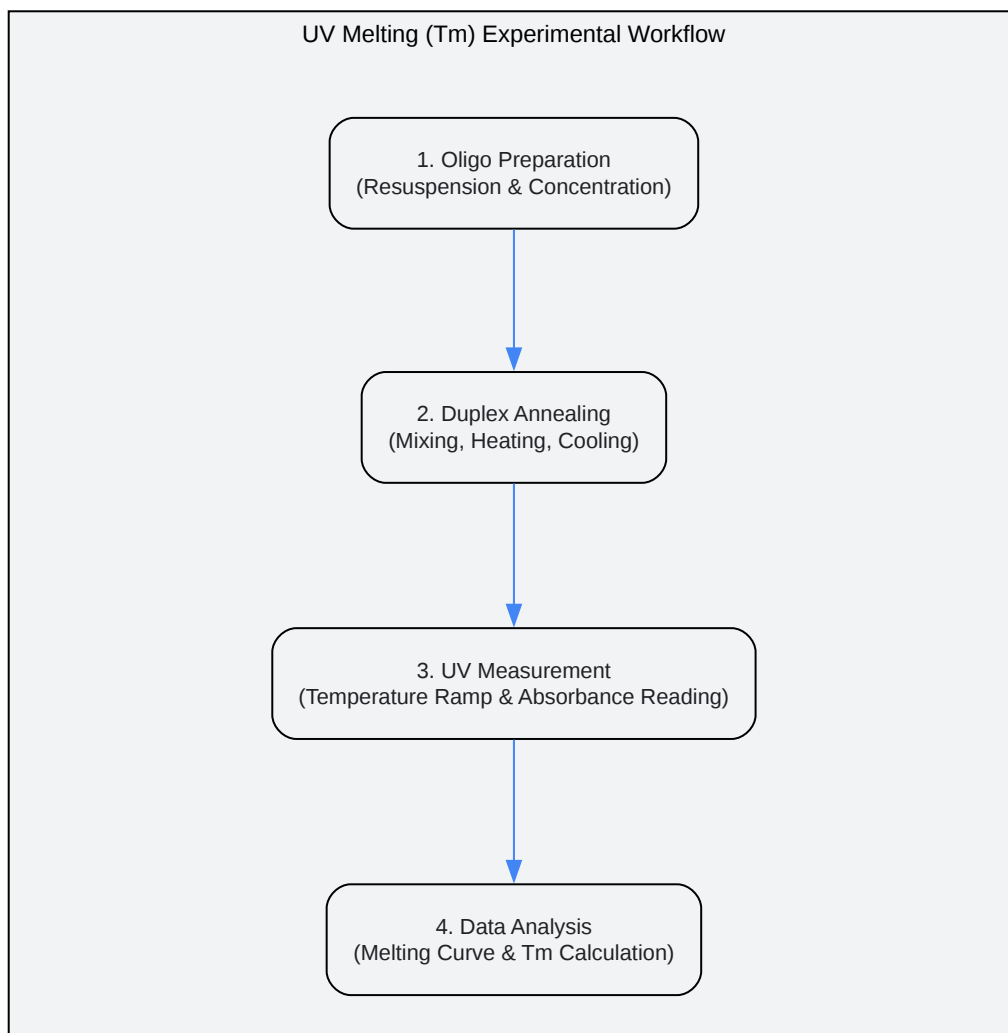 UV Melting (Tm) Experimental Workflow
1. Oligo Preparation
(Resuspension & Concentration)
2. Duplex Annealing
(Mixing, Heating, Cooling)
3. UV Measurement
(Temperature Ramp & Absorbance Reading)
4. Data Analysis
(Melting Curve & Tm Calculation)